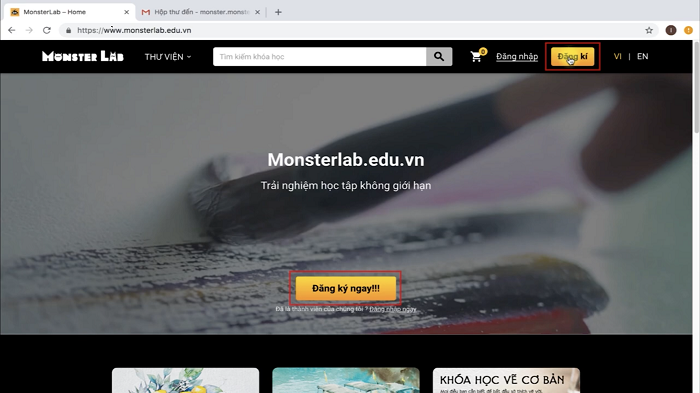 MonsterLab – Home
Hộp thư đến - monster.monste
https://www.monsterlab.edu.vn
MONSTER LAB
THƯ VIỆN
Tìm kiếm khóa học
0
Đăng nhập
Đăng kí
VI | EN
Monsterlab.edu.vn
Trải nghiệm học tập không giới hạn
Đăng ký ngay!!!
Đã là thành viên của chúng tôi ? Đăng nhập ngay
KHÓA HỌC VẼ CƠ BẢN